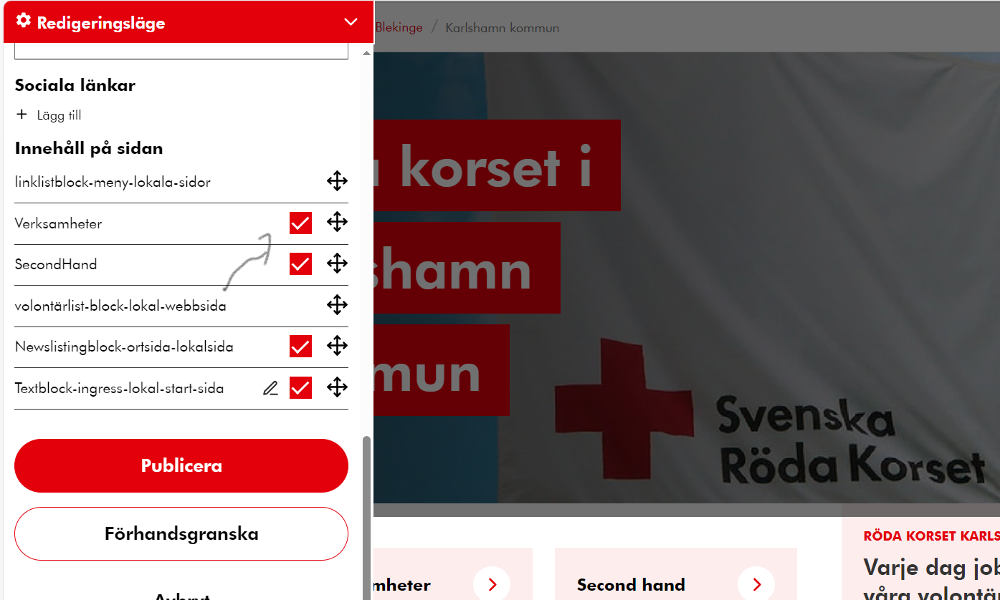 Redigeringsläge
Blekinge / Karlshamn kommun
Sociala länkar
+ Lägg till
Innehåll på sidan
linklistblock-meny-lokala-sidor
Verksamheter
SecondHand
volontärlist-block-lokal-webbsida
Newslistingblock-ortsida-lokalsida
Textblock-ingress-lokal-start-sida
Publicera
Förhandsgranska
Avbryt
korset i
shamn
mun
Svenska
Röda Korset
mheter
Second hand
RÖDA KORSET KARLS
Varje dag job
våra volontär